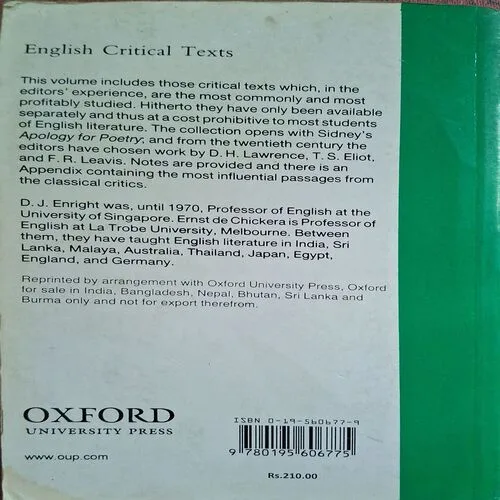 English Critical Texts
This volume includes those critical texts which, in the
editors' experience, are the most commonly and most
profitably studied. Hitherto they have only been available
separately and thus at a cost prohibitive to most students
of English literature. The collection opens with Sidney's
Apology for Poetry; and from the twentieth century the
editors have chosen work by D. H. Lawrence, T. S. Eliot,
and F. R. Leavis. Notes are provided and there is an
Appendix containing the most influential passages from
the classical critics.
D. J. Enright was, until 1970, Professor of English at the
University of Singapore. Ernst de Chickera is Professor of
English at La Trobe University, Melbourne. Between
them, they have taught English literature in India, Sri
Lanka, Malaya, Australia, Thailand, Japan, Egypt,
England, and Germany.
Reprinted by arrangement with Oxford University Press, Oxford
for sale in India, Bangladesh, Nepal, Bhutan, Sri Lanka and
Burma only and not for export therefrom.
OXFORD
UNIVERSITY PRESS
www.oup.com
ISBN 0-19-560677-9
9 780195 606775
Rs.210.00